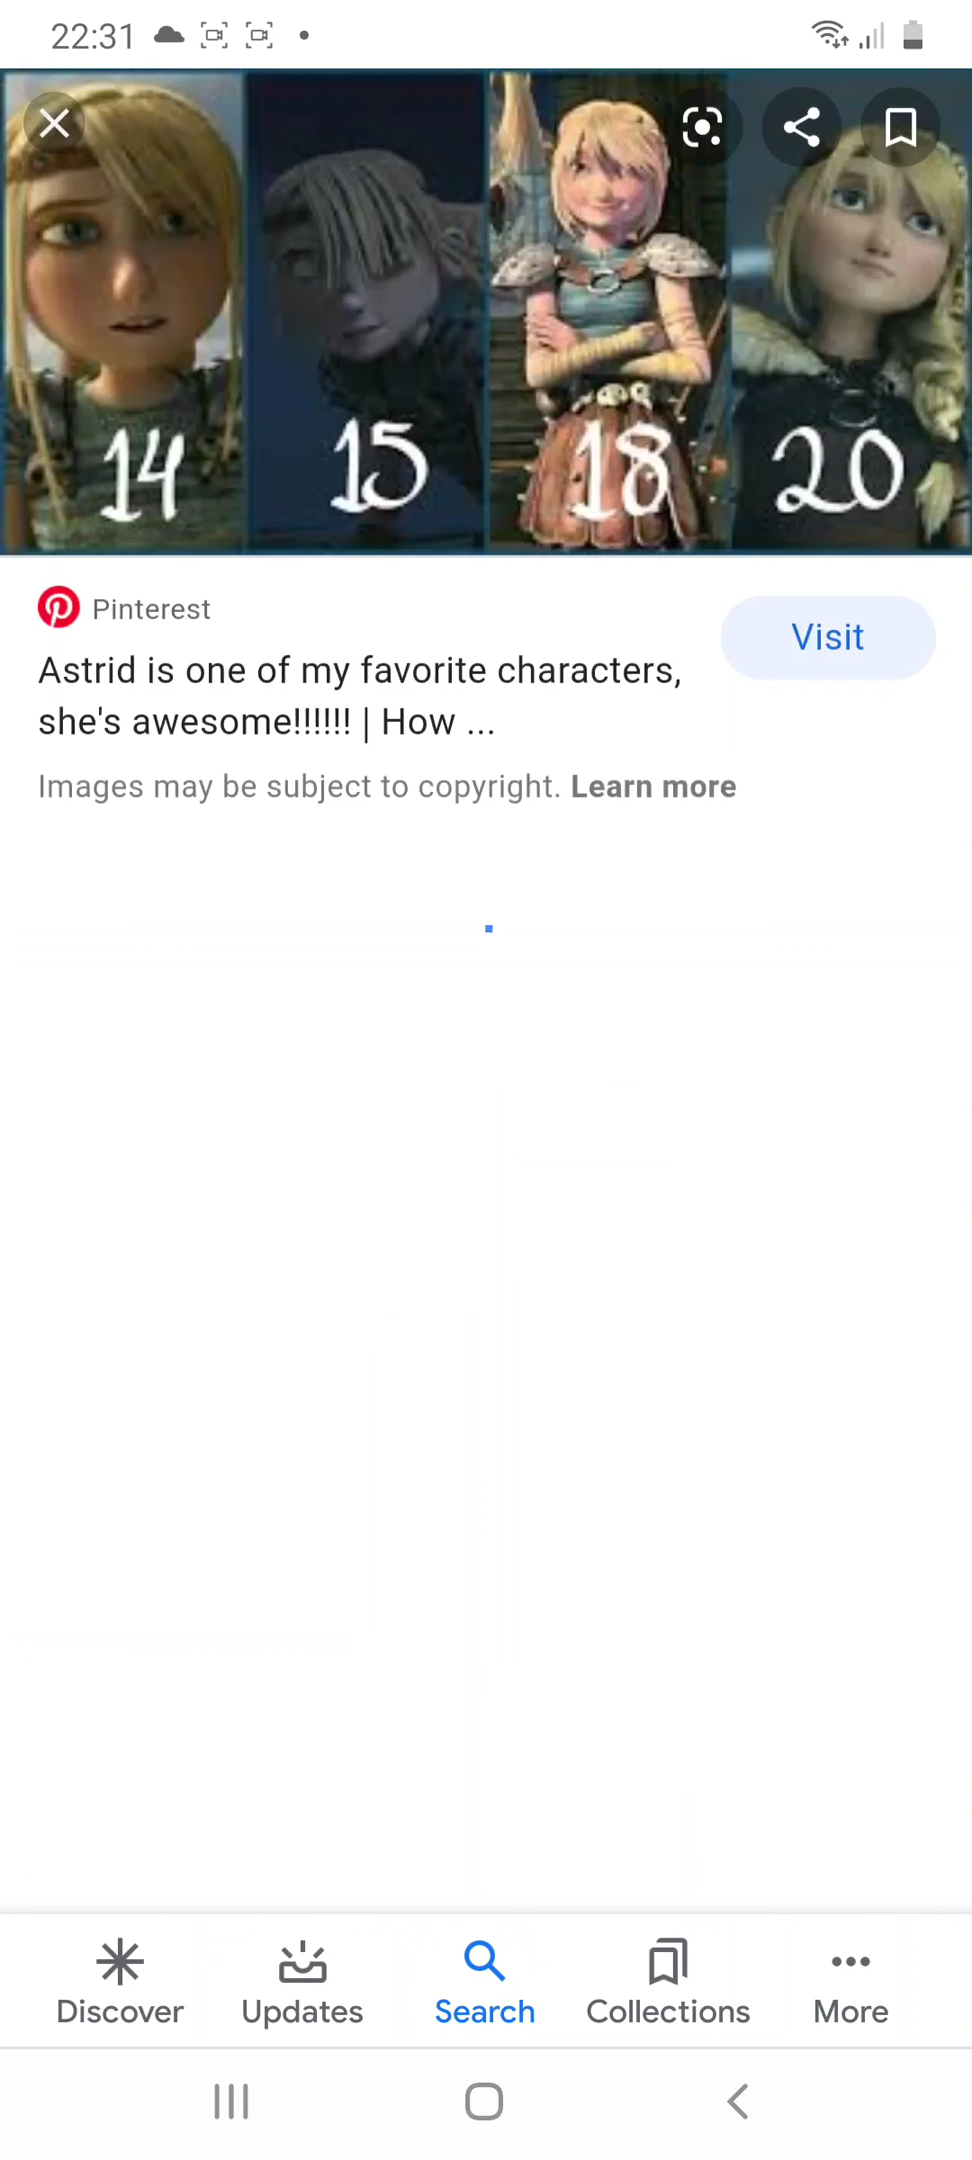 22:31
14 15 18 20
Pinterest
Visit
Astrid is one of my favorite characters,
she's awesome!!!!!! | How ...
Images may be subject to copyright. Learn more
Discover Updates Search Collections More